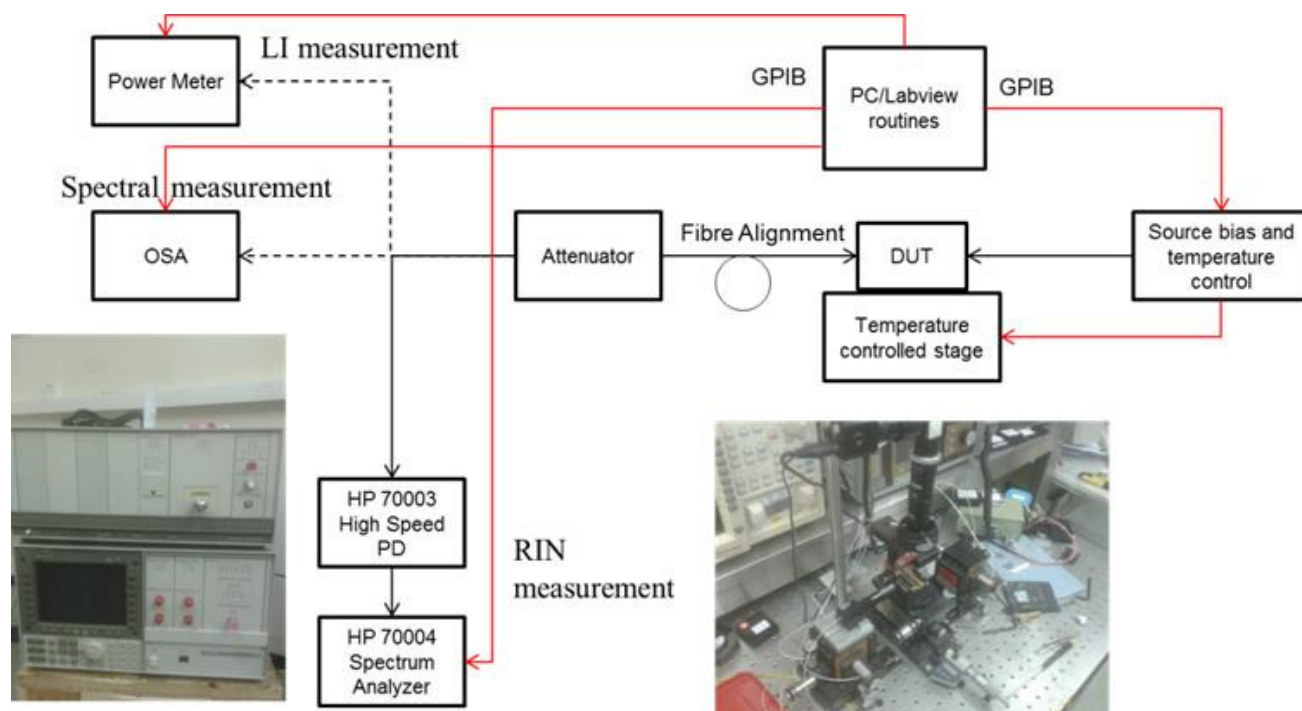 LI measurement
Power Meter
GPIB
PC/Labview
routines
GPIB
Spectral measurement
OSA
Attenuator
Fibre Alignment
DUT
Source bias and
temperature
control
Temperature
controlled stage
HP 70003
High Speed
PD
RIN
measurement
HP 70004
Spectrum
Analyzer